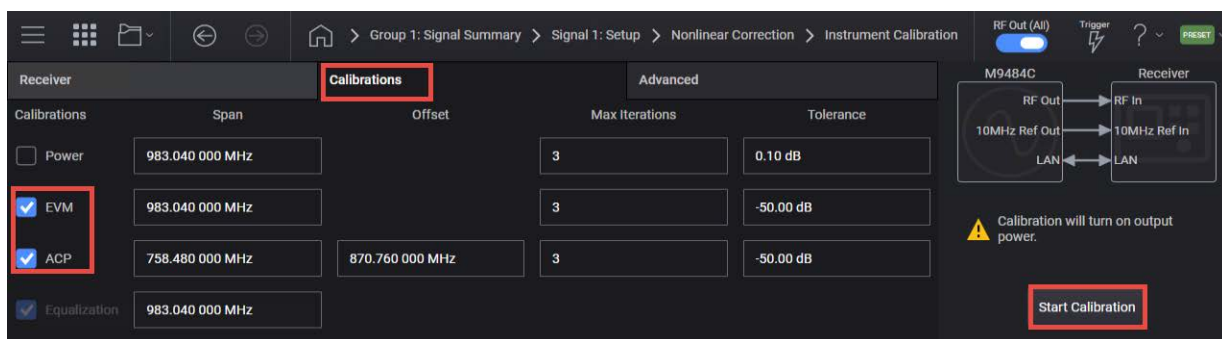 Group 1: Signal Summary > Signal 1: Setup > Nonlinear Correction > Instrument Calibration
RF Out (All)
Trigger
?
PRESET
Receiver
Calibrations
Advanced
Calibrations
Span
Offset
Max Iterations
Tolerance
Power
983.040 000 MHz
3
0.10 dB
EVM
983.040 000 MHz
3
-50.00 dB
ACP
758.480 000 MHz
870.760 000 MHz
3
-50.00 dB
Equalization
983.040 000 MHz
M9484C
Receiver
RF Out
RF In
10MHz Ref Out
10MHz Ref In
LAN
LAN
Calibration will turn on output
power.
Start Calibration